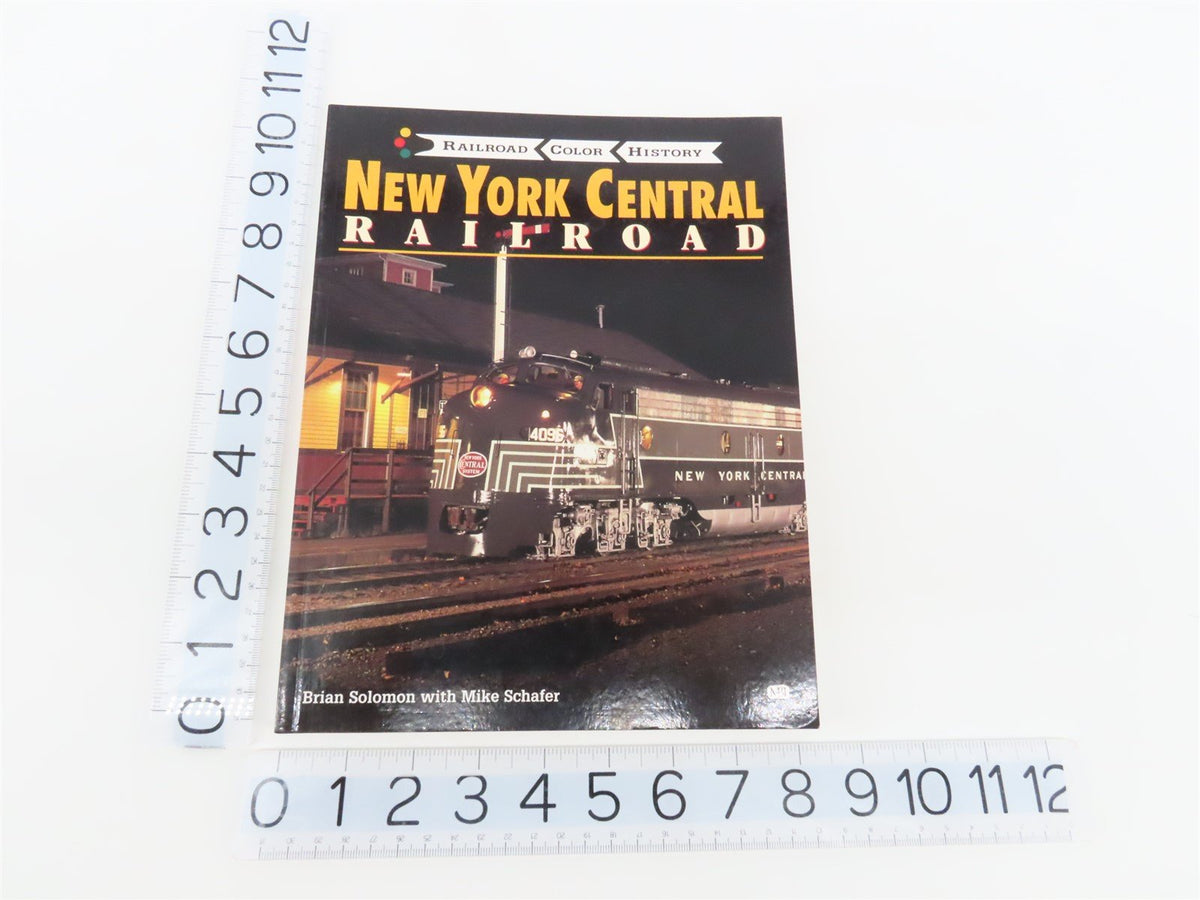 12
11
10
9
8
7
6
5
4
3
2
1
0
RAILROAD COLOR HISTORY
NEW YORK CENTRAL
RAILROAD
4096
NEW YORK CENTRAL SYSTEM
NEW YORK CENTRAL
Brian Solomon with Mike Schafer
MBI
0 1 2 3 4 5 6 7 8 9 10 11 12